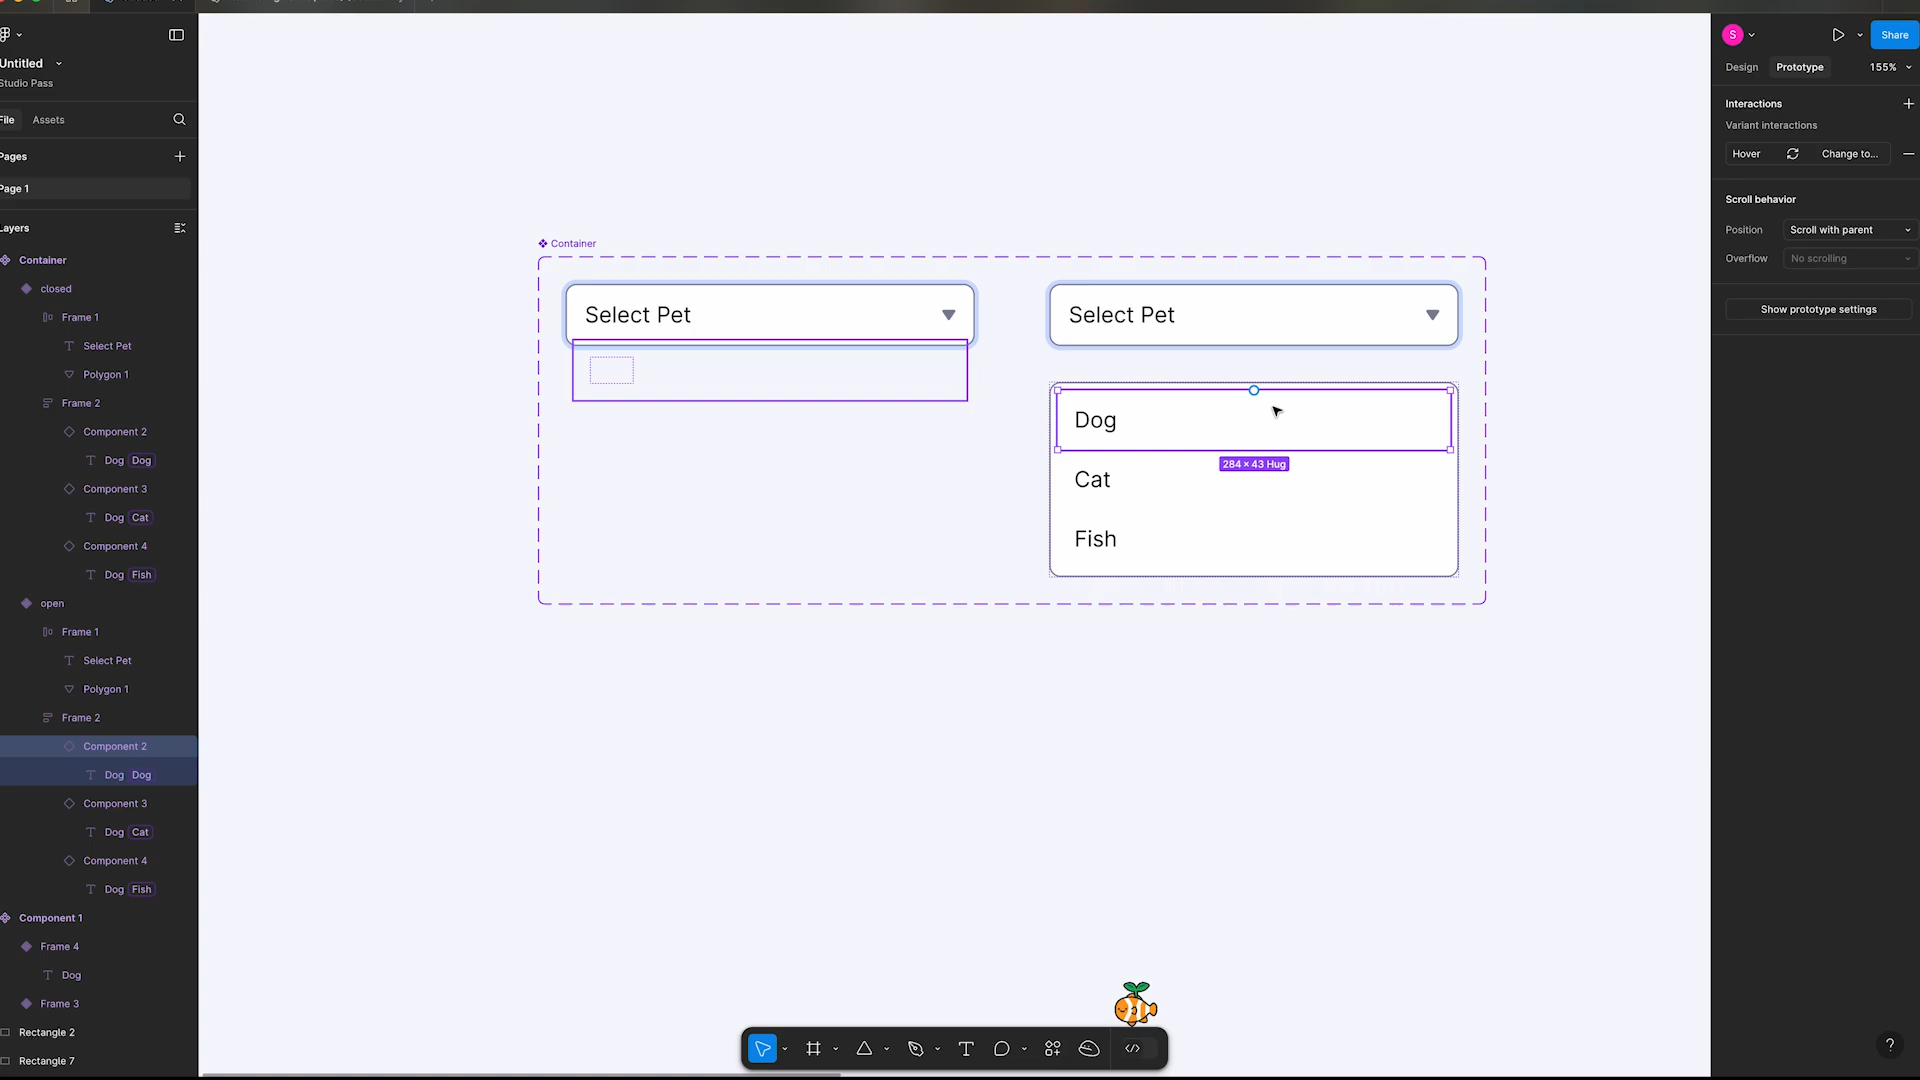 Untitled
Studio Pass
File
Assets
Pages
Page 1
Layers
Container
closed
Frame 1
Select Pet
Polygon 1
Frame 2
Component 2
Dog Dog
Component 3
Dog Cat
Component 4
Dog Fish
open
Frame 1
Select Pet
Polygon 1
Frame 2
Component 2
Dog Dog
Component 3
Dog Cat
Component 4
Dog Fish
Component 1
Frame 4
Dog
Frame 3
Rectangle 2
Rectangle 7
Container
Select Pet
Select Pet
Dog
284 × 43 Hug
Cat
Fish
S
Share
Design
Prototype
155%
Interactions
Variant interactions
Hover
Change to...
Scroll behavior
Position
Scroll with parent
Overflow
No scrolling
Show prototype settings
?